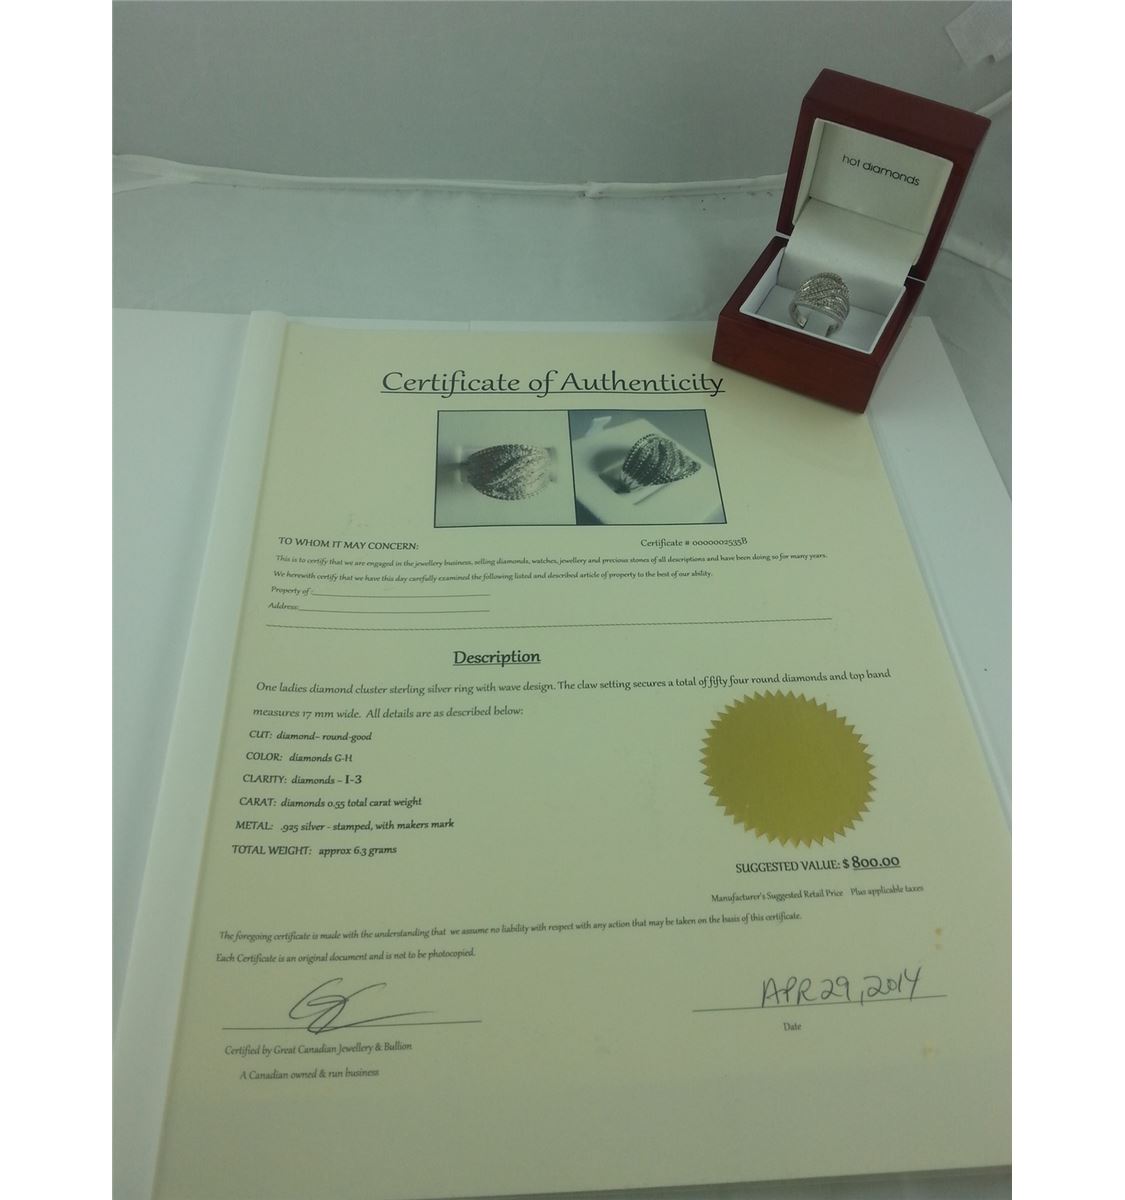 hot diamonds
Certificate of Authenticity
TO WHOM IT MAY CONCERN:
Certificate # 0000002535B
This is to certify that we are engaged in the jewellery business, selling diamonds, watches, jewellery and precious stones of all descriptions and have been doing so for many years.
We herewith certify that we have this day carefully examined the following listed and described article of property to the best of our ability.
Property of:
Address:
Description
One ladies diamond cluster sterling silver ring with wave design. The claw setting secures a total of fifty four round diamonds and top band
measures 17 mm wide. All details are as described below:
CUT: diamond- round-good
COLOR: diamonds G-H
CLARITY: diamonds - I-3
CARAT: diamonds 0.55 total carat weight
METAL: .925 silver - stamped, with makers mark
TOTAL WEIGHT: approx 6.3 grams
SUGGESTED VALUE: $ 800.00
Manufacturer's Suggested Retail Price Plus applicable taxes
The foregoing certificate is made with the understanding that we assume no liability with respect with any action that may be taken on the basis of this certificate.
Each Certificate is an original document and is not to be photocopied.
APR 29, 2014
Date
Certified by Great Canadian Jewellery & Bullion
A Canadian owned & run business